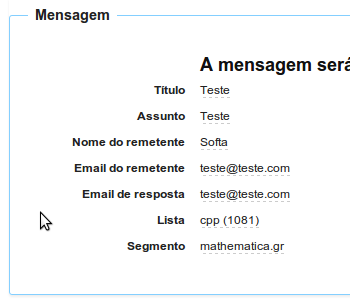 Mensagem
A mensagem será
Título Teste
Assunto Teste
Nome do remetente Softa
Email do remetente teste@teste.com
Email de resposta teste@teste.com
Lista cpp (1081)
Segmento mathematica.gr